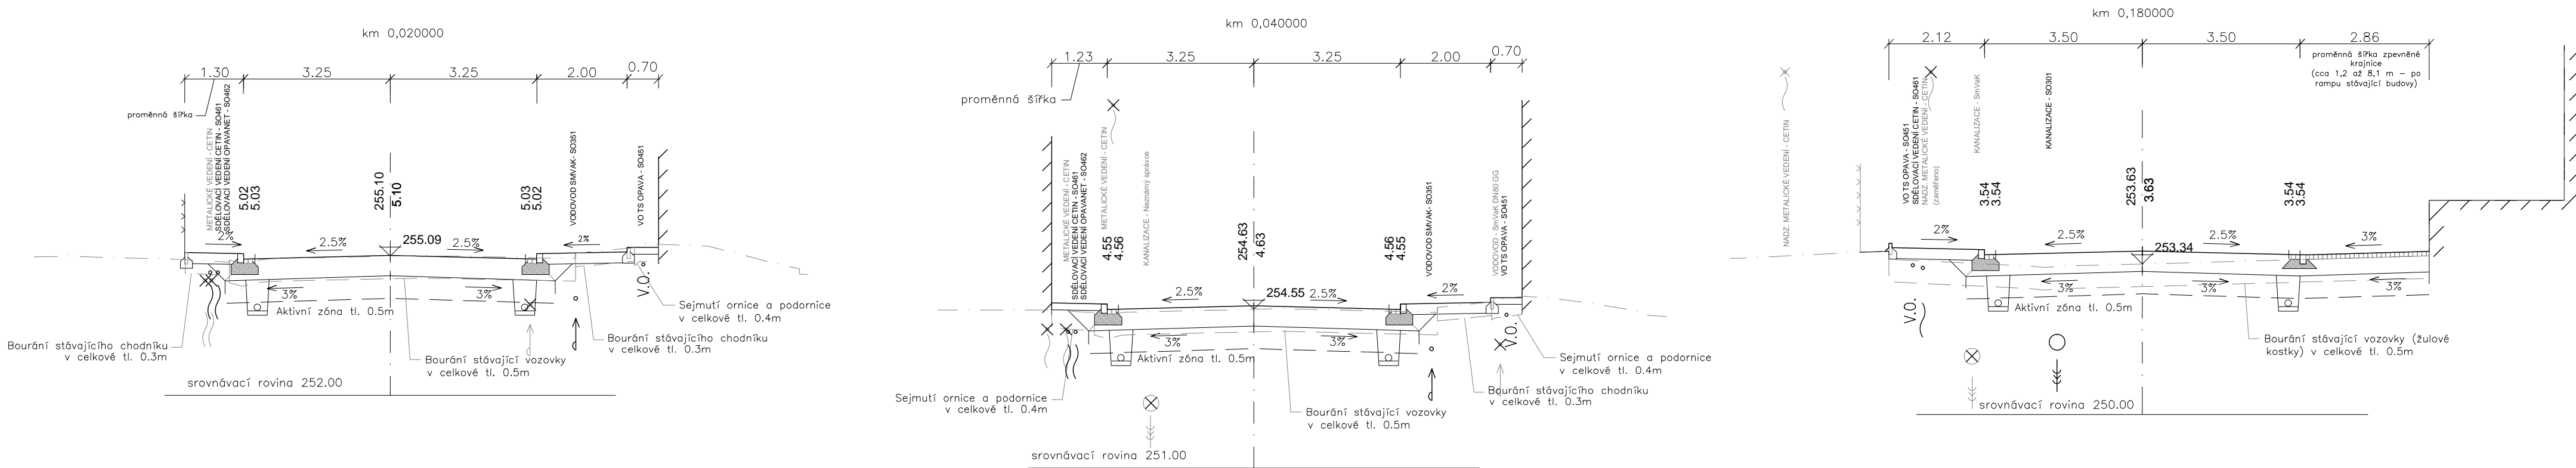 km 0,020000
1.30
3.25
3.25
2.00
0.70
proměnná šířka
METALICKÉ VEDENÍ - CETIN
SDĚLOVACÍ VEDENÍ CETIN - SO461
SDĚLOVACÍ VEDENÍ OPAVANET - SO462
5.02
5.03
255.10
5.10
5.03
5.02
VODOVOD SMVAK- SO351
VO TS OPAVA - SO451
2%
2.5%
255.09
2.5%
2%
3%
3%
V.O.
Aktivní zóna tl. 0.5m
Sejmutí ornice a podornice
v celkové tl. 0.4m
Bourání stávajícího chodníku
v celkové tl. 0.3m
Bourání stávajícího chodníku
v celkové tl. 0.3m
Bourání stávající vozovky
v celkové tl. 0.5m
srovnávací rovina 252.00
km 0,040000
1.23
3.25
3.25
2.00
0.70
proměnná šířka
METALICKÉ VEDENÍ - CETIN
SDĚLOVACÍ VEDENÍ CETIN - SO461
SDĚLOVACÍ VEDENÍ OPAVANET - SO462
METALICKÉ VEDENÍ - CETIN
4.55
4.56
KANALIZACE - Neznámý správce
254.63
4.63
4.56
4.55
VODOVOD SMVAK- SO351
VODOVOD - SmVaK DN80 GG
VO TS OPAVA - SO451
2.5%
254.55
2.5%
2%
3%
3%
V.O.
Aktivní zóna tl. 0.5m
Sejmutí ornice a podornice
v celkové tl. 0.4m
Sejmutí ornice a podornice
v celkové tl. 0.4m
Bourání stávajícího chodníku
v celkové tl. 0.3m
Bourání stávající vozovky
v celkové tl. 0.5m
srovnávací rovina 251.00
km 0,180000
2.12
3.50
3.50
2.86
proměnná šířka zpevněné
krajnice
(cca 1,2 až 8,1 m – po
rampu stávající budovy)
NADZ. METALICKÉ VEDENÍ - CETIN
VO TS OPAVA - SO451
SDĚLOVACÍ VEDENÍ CETIN - SO461
NADZ. METALICKÉ VEDENÍ - CETIN
(zaměřeno)
KANALIZACE - SmVaK
KANALIZACE - SO301
3.54
3.54
253.63
3.63
3.54
3.54
2%
2.5%
253.34
2.5%
3%
3%
3%
3%
V.O.
Aktivní zóna tl. 0.5m
Bourání stávající vozovky (žulové
kostky) v celkové tl. 0.5m
srovnávací rovina 250.00